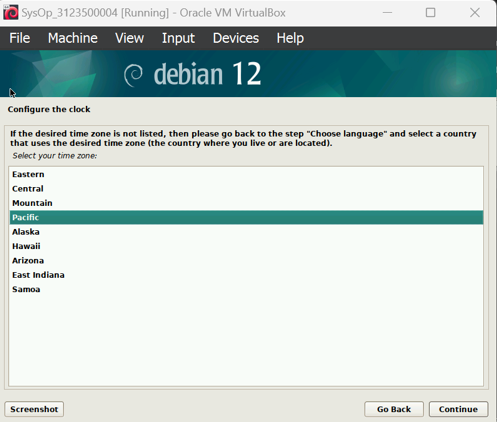 SysOp_3123500004 [Running] - Oracle VM VirtualBox
File Machine View Input Devices Help
debian 12
Configure the clock
If the desired time zone is not listed, then please go back to the step "Choose language" and select a country
that uses the desired time zone (the country where you live or are located).
Select your time zone:
Eastern
Central
Mountain
Pacific
Alaska
Hawaii
Arizona
East Indiana
Samoa
Screenshot Go Back Continue